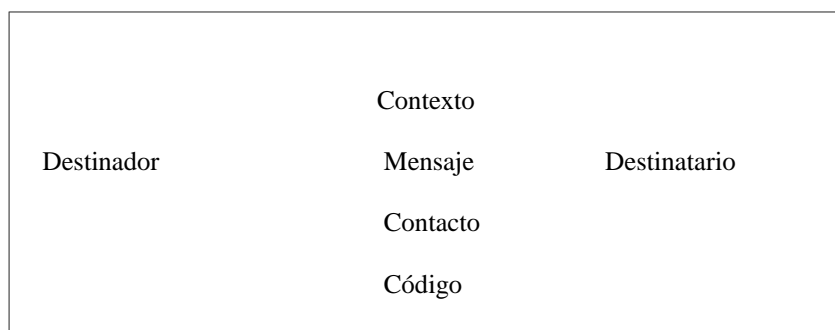 Contexto
Destinador Mensaje Destinatario
Contacto
Código